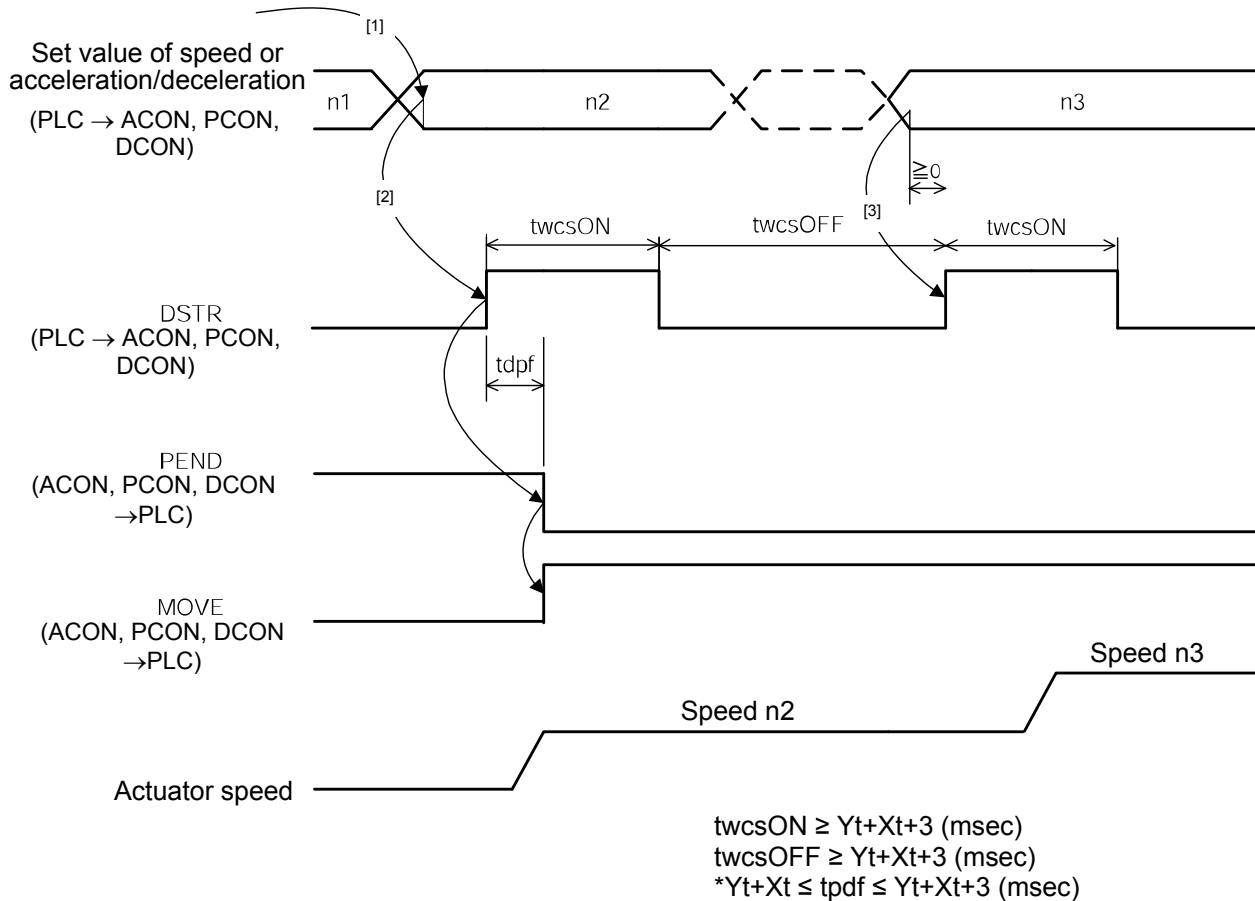 [1]
Set value of speed or
acceleration/deceleration
(PLC → ACON, PCON,
DCON)
n1
n2
n3
≧0
[2]
[3]
twcsON
twcsOFF
twcsON
DSTR
(PLC → ACON, PCON,
DCON)
tdpf
PEND
(ACON, PCON, DCON
→PLC)
MOVE
(ACON, PCON, DCON
→PLC)
Speed n3
Speed n2
Actuator speed
twcsON ≥ Yt+Xt+3 (msec)
twcsOFF ≥ Yt+Xt+3 (msec)
*Yt+Xt ≤ tpdf ≤ Yt+Xt+3 (msec)